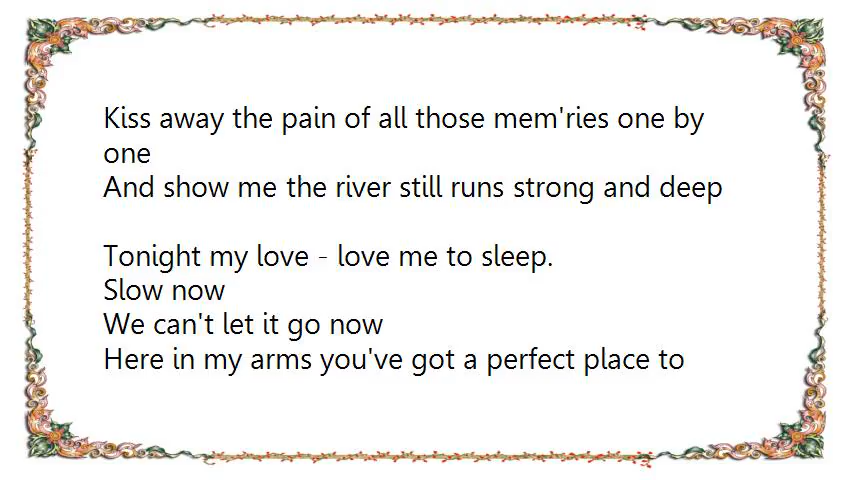 Kiss away the pain of all those mem'ries one by
one
And show me the river still runs strong and deep
Tonight my love - love me to sleep.
Slow now
We can't let it go now
Here in my arms you've got a perfect place to